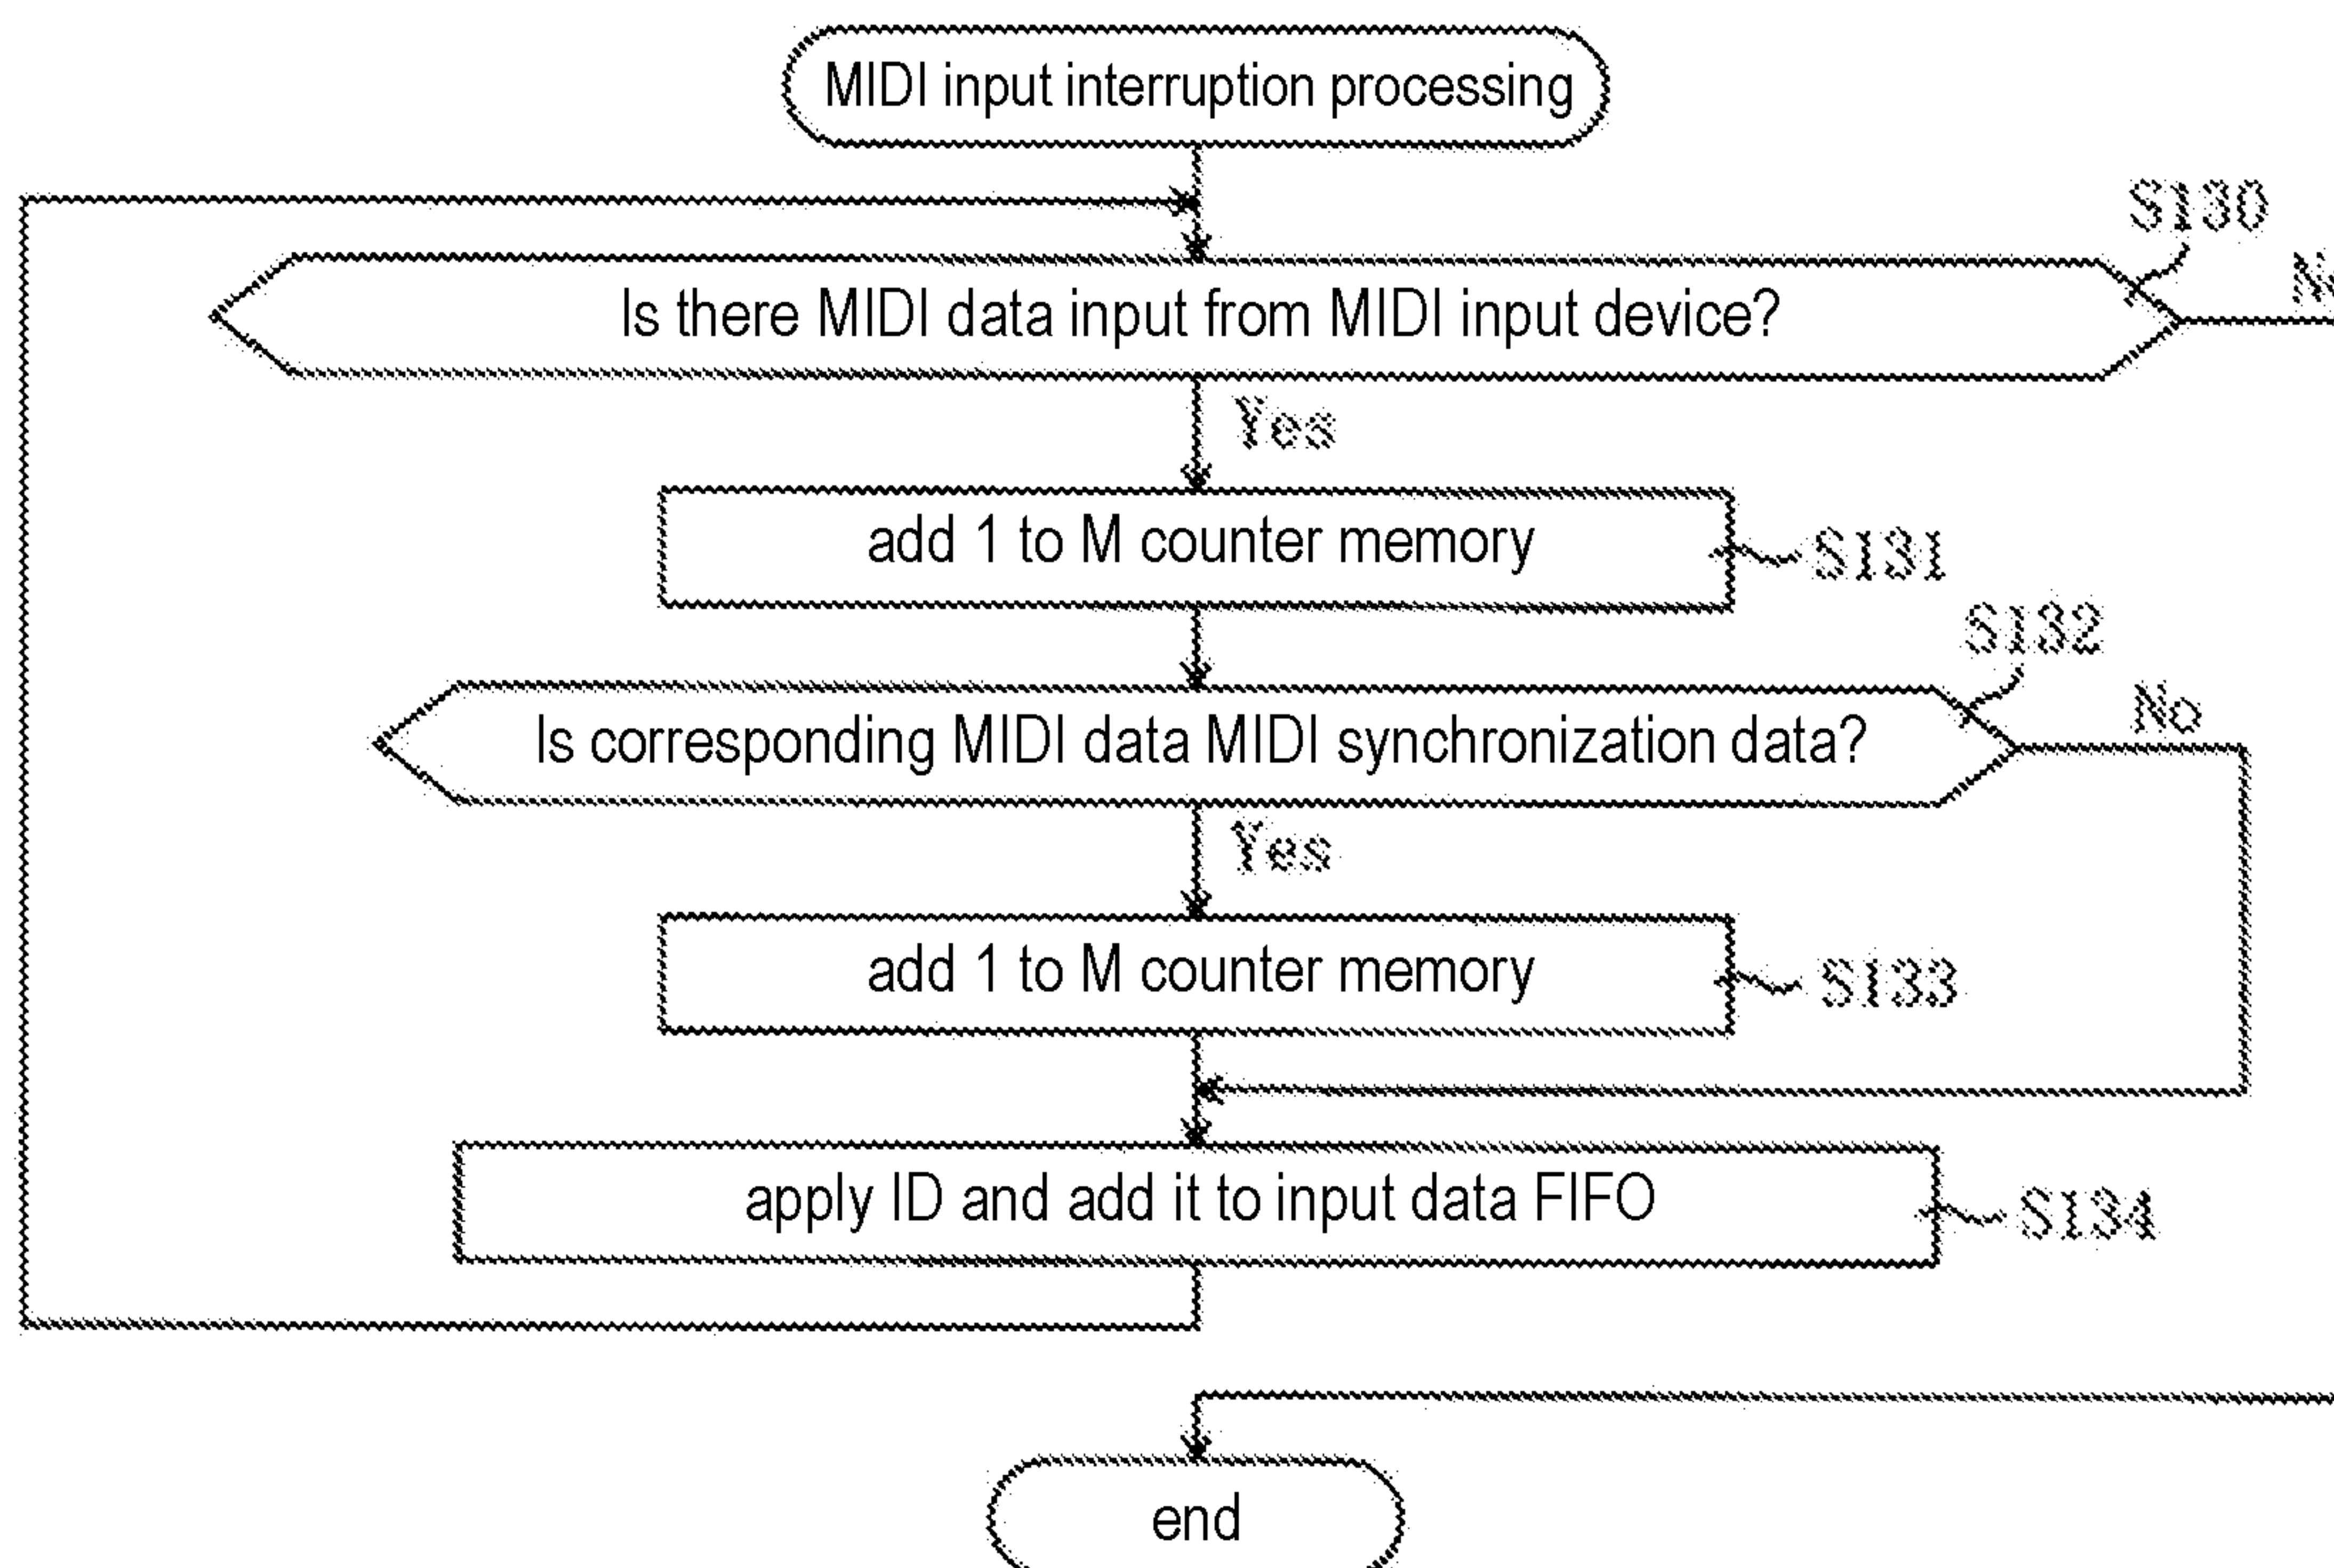 MIDI input interruption processing
S130
Is there MIDI data input from MIDI input device?
Yes
add 1 to M counter memory
S131
S132
Is corresponding MIDI data MIDI synchronization data?
No
Yes
add 1 to M counter memory
S133
apply ID and add it to input data FIFO
S134
end